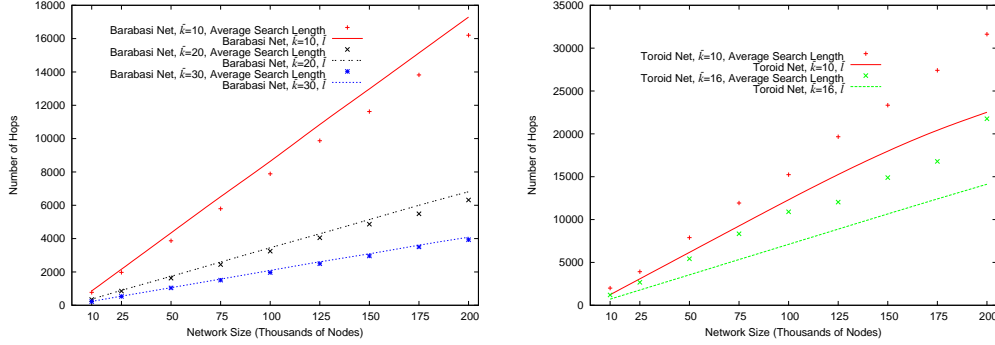 18000
16000
14000
12000
10000
8000
6000
4000
2000
0
Number of Hops
Barabasi Net, k̄=10, Average Search Length
Barabasi Net, k̄=10, l̄
Barabasi Net, k̄=20, Average Search Length
Barabasi Net, k̄=20, l̄
Barabasi Net, k̄=30, Average Search Length
Barabasi Net, k̄=30, l̄
10 25 50 75 100 125 150 175 200
Network Size (Thousands of Nodes)
35000
30000
25000
20000
15000
10000
5000
0
Number of Hops
Toroid Net, k̄=10, Average Search Length
Toroid Net, k̄=10, l̄
Toroid Net, k̄=16, Average Search Length
Toroid Net, k̄=16, l̄
10 25 50 75 100 125 150 175 200
Network Size (Thousands of Nodes)